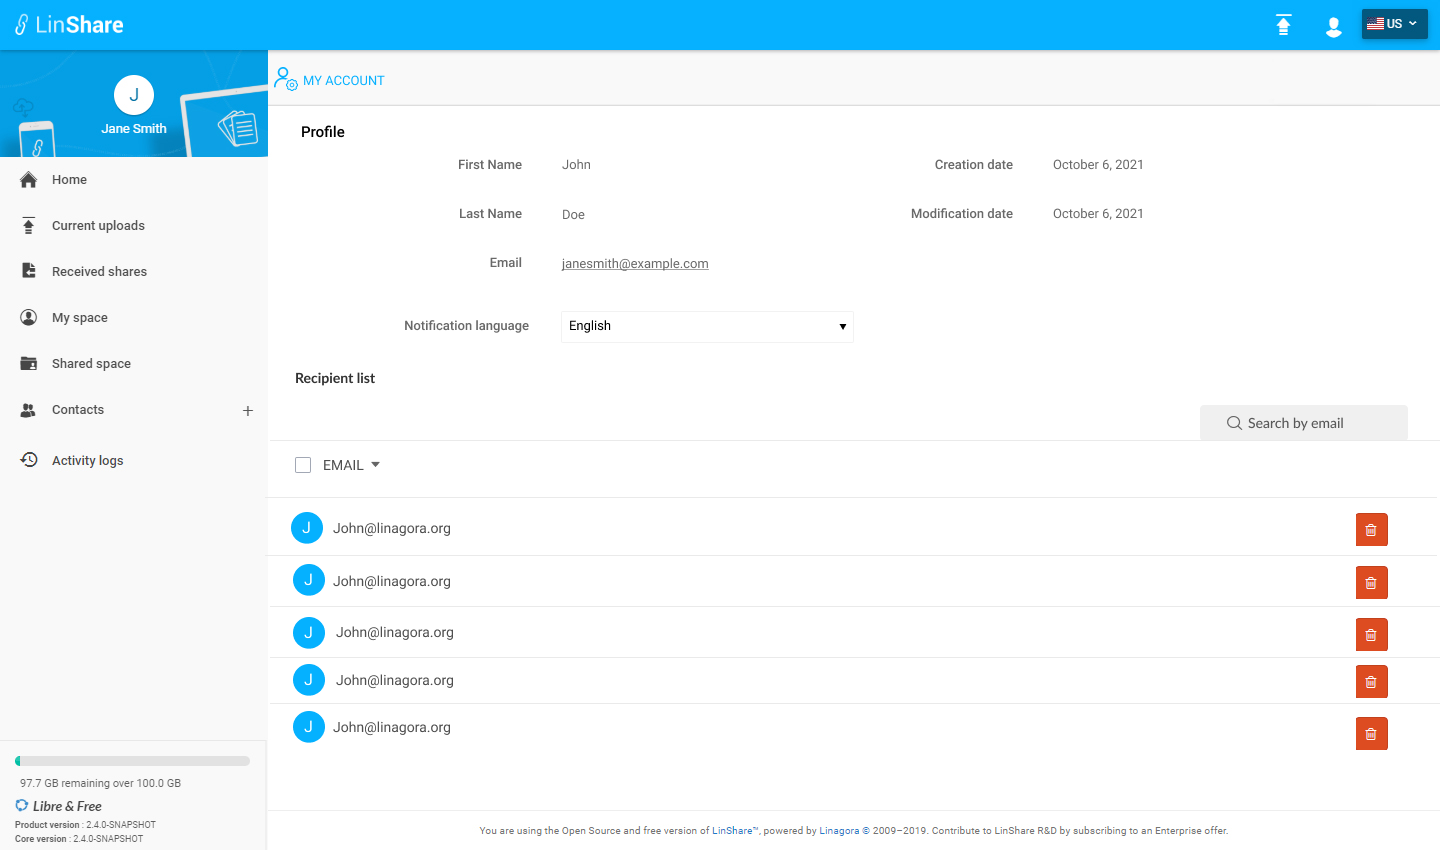 LinShare
US
J
Jane Smith
MY ACCOUNT
Home
Current uploads
Received shares
My space
Shared space
Contacts
+
Activity logs
97.7 GB remaining over 100.0 GB
Libre & Free
Product version : 2.4.0-SNAPSHOT
Core version : 2.4.0-SNAPSHOT
Profile
First Name John Creation date October 6, 2021
Last Name Doe Modification date October 6, 2021
Email janesmith@example.com
Notification language English
Recipient list
Search by email
EMAIL
J John@linagora.org
J John@linagora.org
J John@linagora.org
J John@linagora.org
J John@linagora.org
You are using the Open Source and free version of LinShare™, powered by Linagora © 2009–2019. Contribute to LinShare R&D by subscribing to an Enterprise offer.